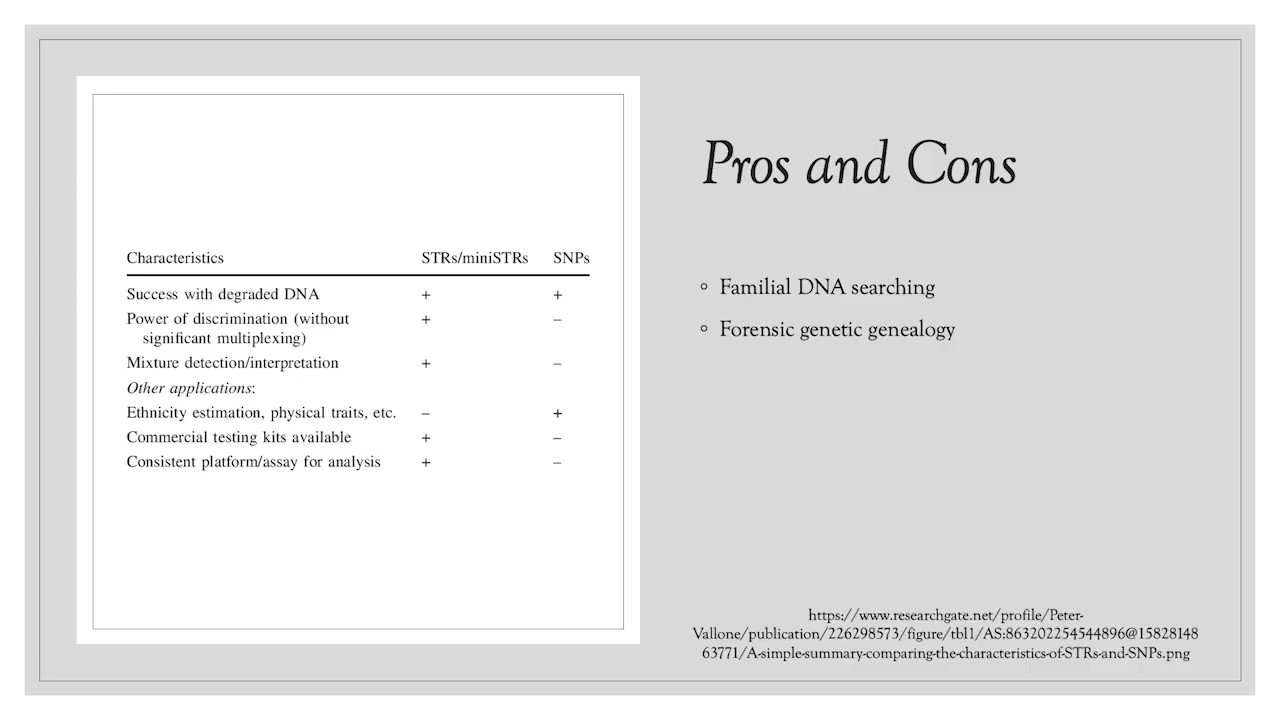 Characteristics STRs/miniSTRs SNPs
Success with degraded DNA + +
Power of discrimination (without
significant multiplexing) + –
Mixture detection/interpretation + –
Other applications:
Ethnicity estimation, physical traits, etc. – +
Commercial testing kits available + –
Consistent platform/assay for analysis + –
Pros and Cons
◦ Familial DNA searching
◦ Forensic genetic genealogy
https://www.researchgate.net/profile/Peter-
Vallone/publication/226298573/figure/tbl1/AS:863202254544896@15828148
63771/A-simple-summary-comparing-the-characteristics-of-STRs-and-SNPs.png